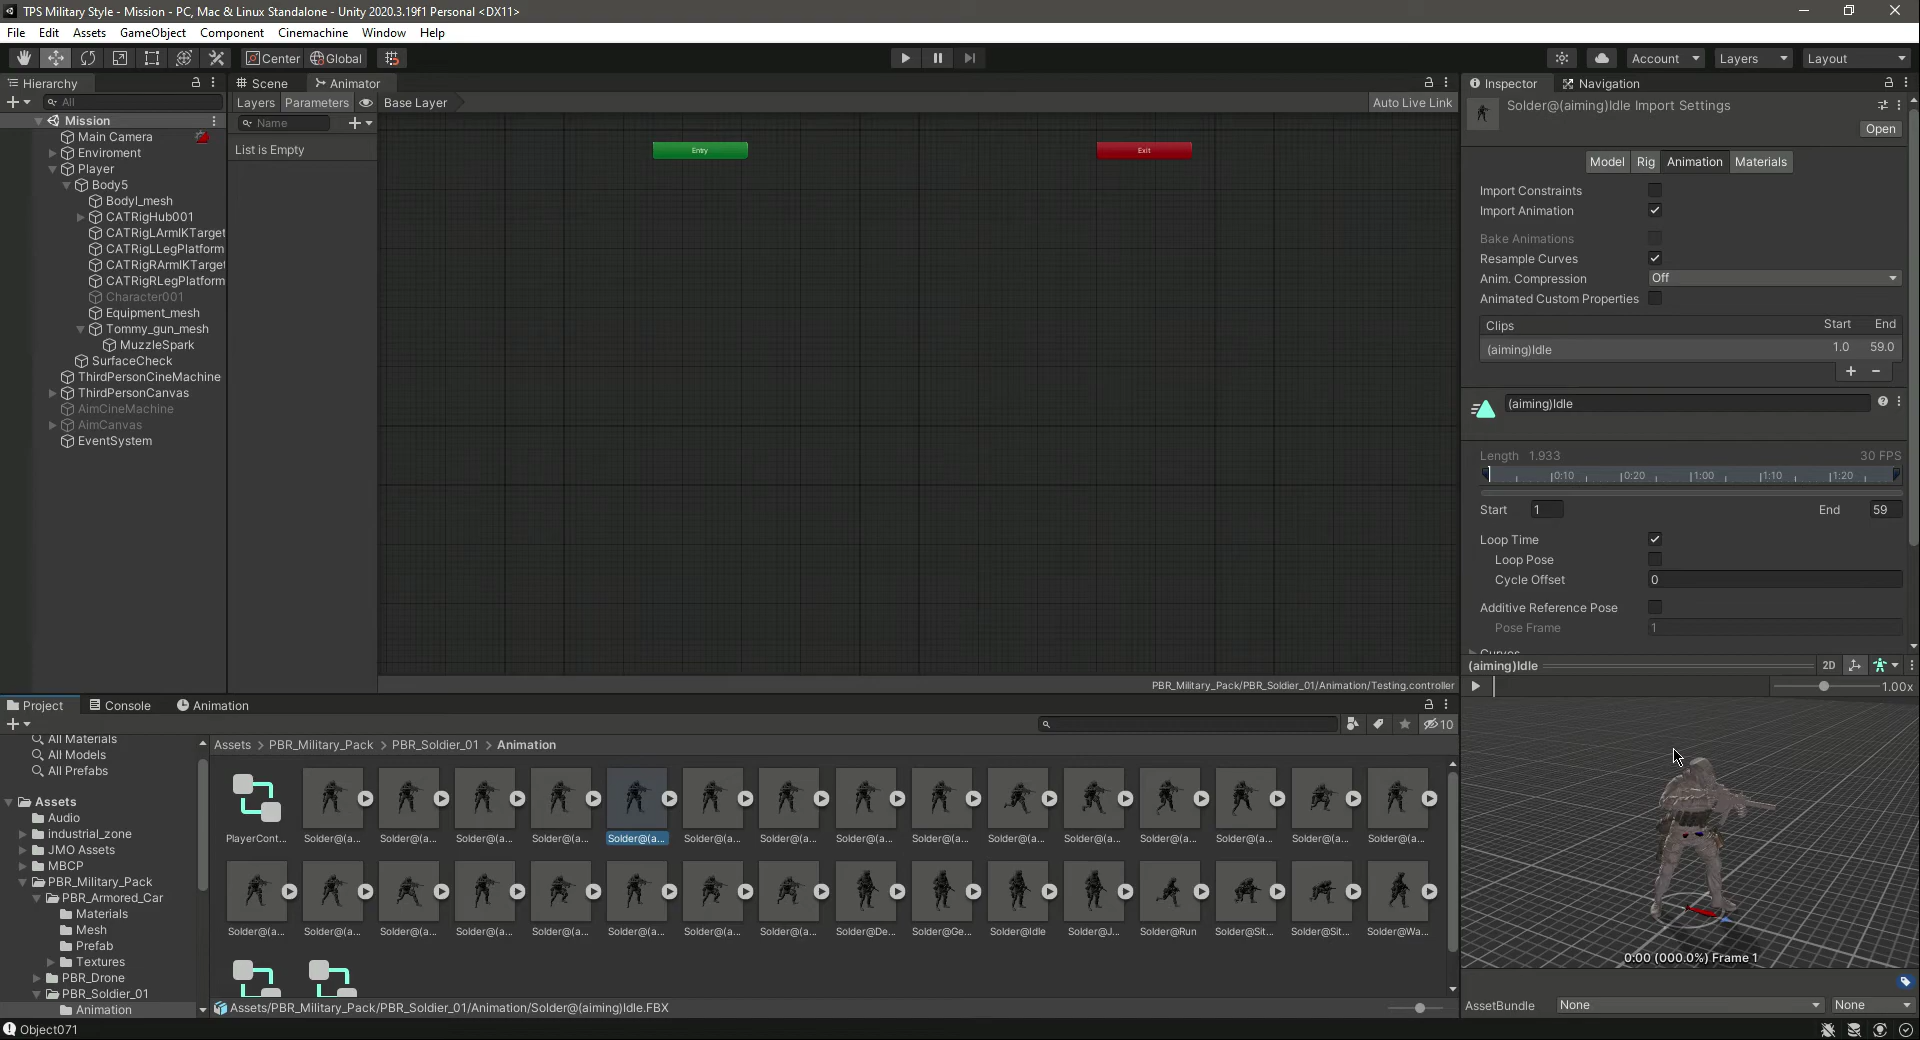 TPS Military Style - Mission - PC, Mac & Linux Standalone - Unity 2020.3.19f1 Personal <DX11>
File Edit Assets GameObject Component Cinemachine Window Help
Center Global Account Layers Layout
Hierarchy
All
Mission
Main Camera
Enviroment
Player
Body5
Bodyl_mesh
CATRigHub001
CATRigLArmIKTarget
CATRigLLegPlatform
CATRigRArmIKTarget
CATRigRLegPlatform
Character001
Equipment_mesh
Tommy_gun_mesh
MuzzleSpark
SurfaceCheck
ThirdPersonCineMachine
ThirdPersonCanvas
AimCineMachine
AimCanvas
EventSystem
Scene Animator
Layers Parameters Base Layer Auto Live Link
Name
List is Empty
Entry
Exit
PBR_Military_Pack/PBR_Soldier_01/Animation/Testing.controller
Inspector Navigation
Solder@(aiming)Idle Import Settings
Open
Model Rig Animation Materials
Import Constraints
Import Animation
Bake Animations
Resample Curves
Anim. Compression Off
Animated Custom Properties
Clips Start End
(aiming)Idle 1.0 59.0
+ −
(aiming)Idle
Length 1.933 30 FPS
0:10 0:20 1:00 1:10 1:20
Start 1 End 59
Loop Time
Loop Pose
Cycle Offset 0
Additive Reference Pose
Pose Frame 1
Curves
(aiming)Idle 2D
1.00x
0:00 (000.0%) Frame 1
AssetBundle None None
Project Console Animation
10
All Materials
All Models
All Prefabs
Assets
Audio
industrial_zone
JMO Assets
MBCP
PBR_Military_Pack
PBR_Armored_Car
Materials
Mesh
Prefab
Textures
PBR_Drone
PBR_Soldier_01
Animation
Assets > PBR_Military_Pack > PBR_Soldier_01 > Animation
PlayerCont... Solder@(a... Solder@(a... Solder@(a... Solder@(a... Solder@(a... Solder@(a... Solder@(a... Solder@(a... Solder@(a... Solder@(a... Solder@(a... Solder@(a... Solder@(a... Solder@(a... Solder@(a...
Solder@(a... Solder@(a... Solder@(a... Solder@(a... Solder@(a... Solder@(a... Solder@(a... Solder@(a... Solder@De... Solder@Ge... Solder@Idle Solder@J... Solder@Run Solder@Sit... Solder@Sit... Solder@Wa...
Assets/PBR_Military_Pack/PBR_Soldier_01/Animation/Solder@(aiming)Idle.FBX
Object071